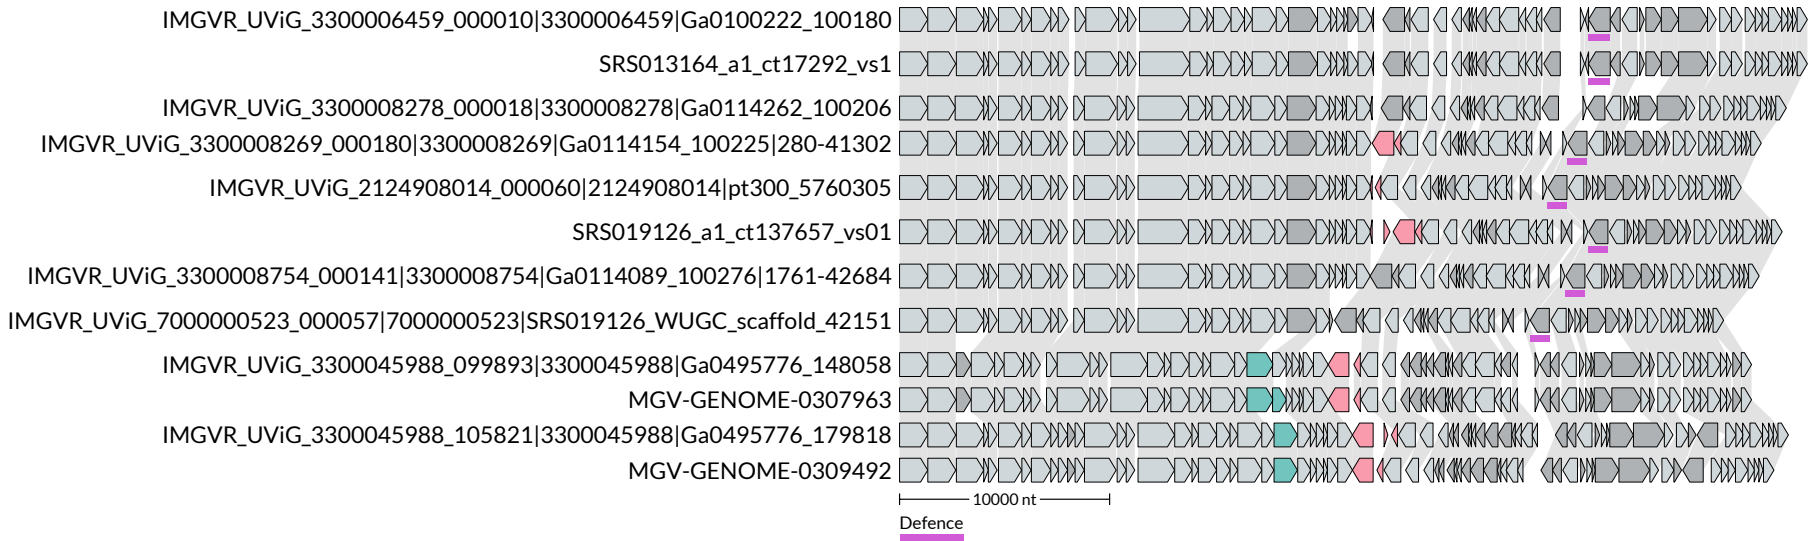 IMGVR_UViG_3300006459_000010|3300006459|Ga0100222_100180
SRS013164_a1_ct17292_vs1
IMGVR_UViG_3300008278_000018|3300008278|Ga0114262_100206
IMGVR_UViG_3300008269_000180|3300008269|Ga0114154_100225|280-41302
IMGVR_UViG_2124908014_000060|2124908014|pt300_5760305
SRS019126_a1_ct137657_vs01
IMGVR_UViG_3300008754_000141|3300008754|Ga0114089_100276|1761-42684
IMGVR_UViG_7000000523_000057|7000000523|SRS019126_WUGC_scaffold_42151
IMGVR_UViG_3300045988_099893|3300045988|Ga0495776_148058
MGV-GENOME-0307963
IMGVR_UViG_3300045988_105821|3300045988|Ga0495776_179818
MGV-GENOME-0309492
10000 nt
Defence